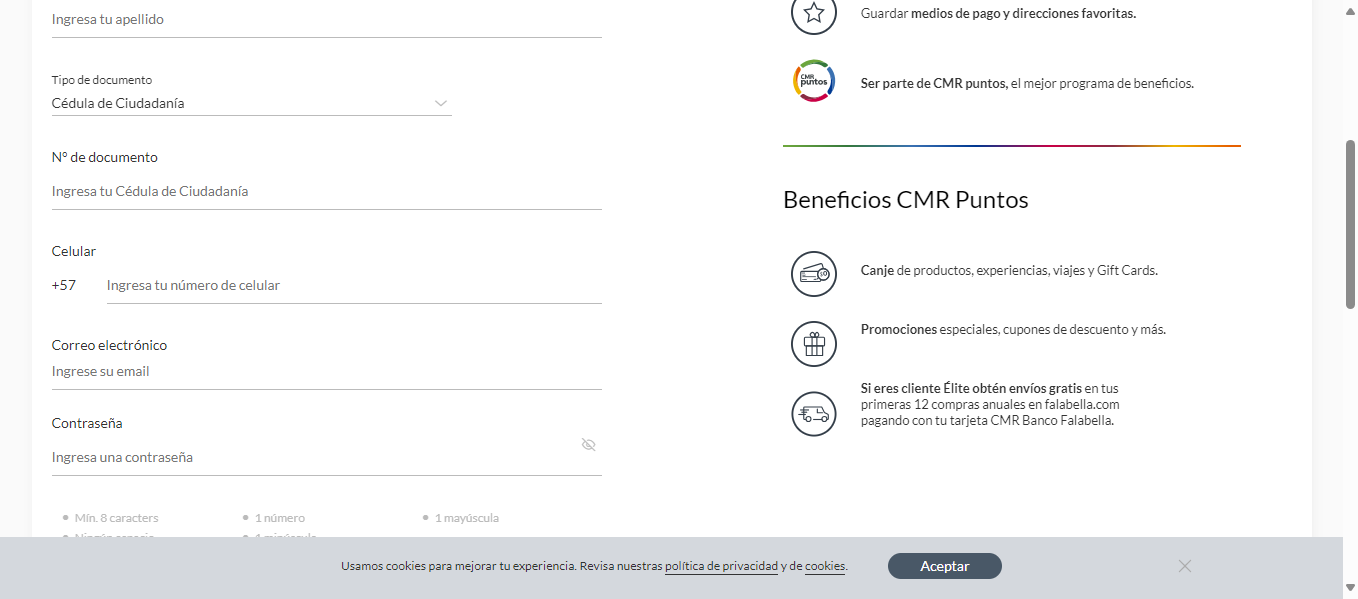 Ingresa tu apellido
Tipo de documento
Cédula de Ciudadanía
N° de documento
Ingresa tu Cédula de Ciudadanía
Celular
+57
Ingresa tu número de celular
Correo electrónico
Ingrese su email
Contraseña
Ingresa una contraseña
Mín. 8 caracters
1 número
1 mayúscula
Ningún espacio
1 minúscula
Guardar medios de pago y direcciones favoritas.
CMR
puntos
Ser parte de CMR puntos, el mejor programa de beneficios.
Beneficios CMR Puntos
Canje de productos, experiencias, viajes y Gift Cards.
Promociones especiales, cupones de descuento y más.
Si eres cliente Élite obtén envíos gratis en tus
primeras 12 compras anuales en falabella.com
pagando con tu tarjeta CMR Banco Falabella.
Usamos cookies para mejorar tu experiencia. Revisa nuestras política de privacidad y de cookies.
Aceptar